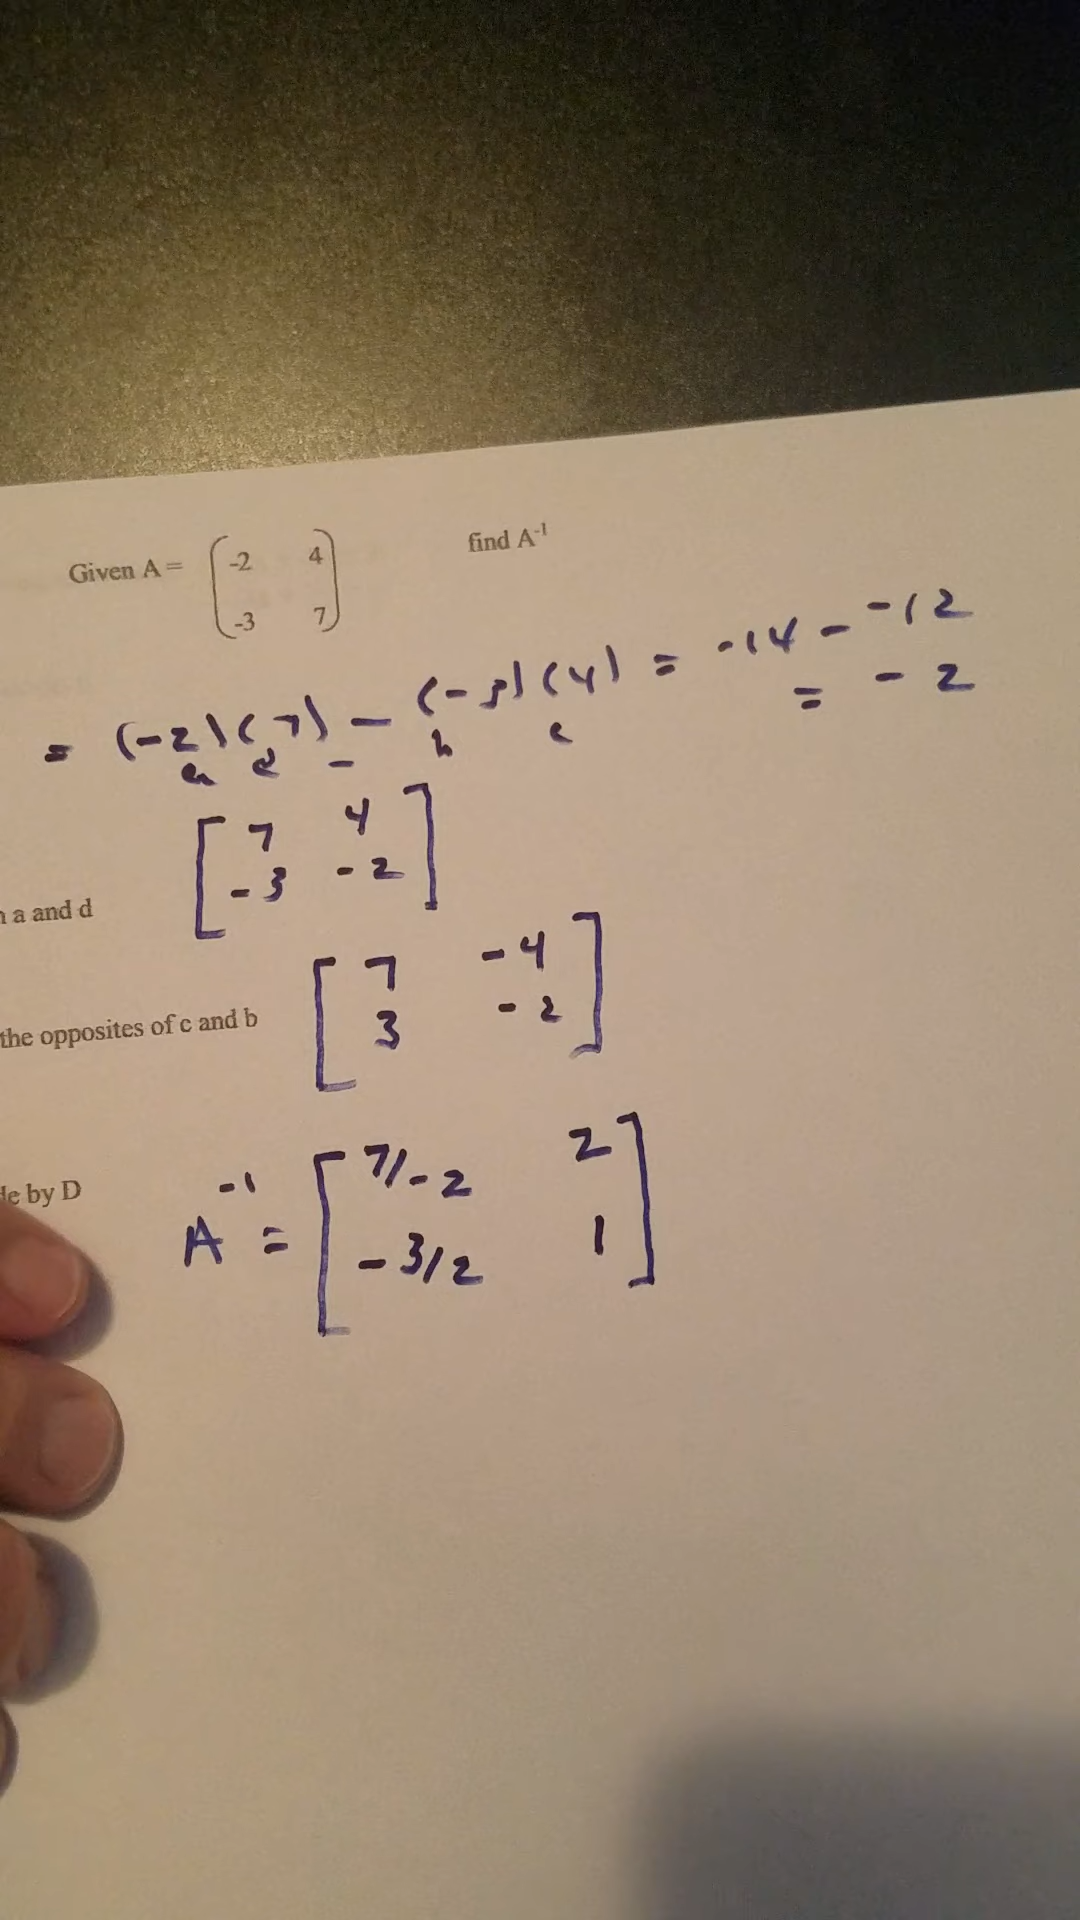 Given A = (-2 4 find A⁻¹
-3 7)
= (-2)(7) - (-3)(4) = -14 - -12
a d - b c = -2
[7 4
-3 -2]
a and d
[7 -4
the opposites of c and b 3 -2]
by D A⁻¹ = [7/-2 2
-3/2 1]